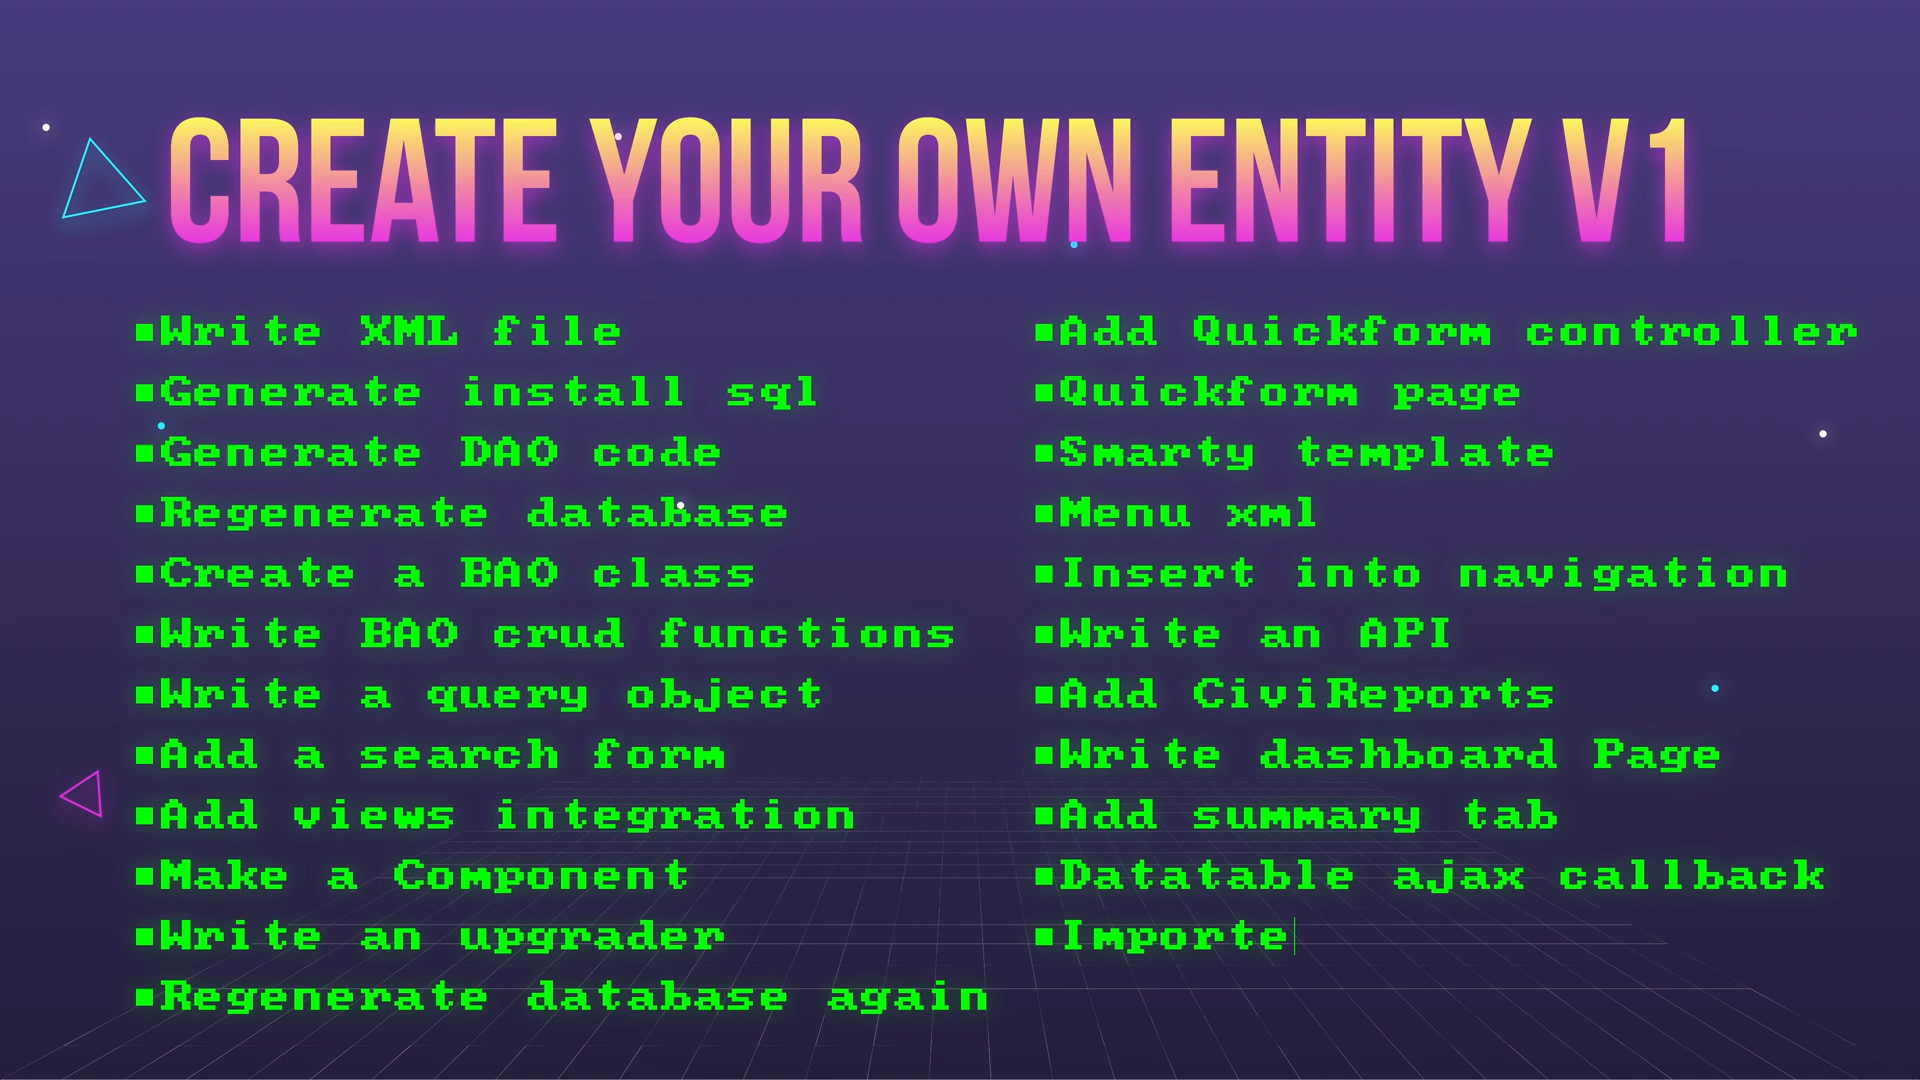 CREATE YOUR OWN ENTITY V1
▪Write XML file
▪Generate install sql
▪Generate DAO code
▪Regenerate database
▪Create a BAO class
▪Write BAO crud functions
▪Write a query object
▪Add a search form
▪Add views integration
▪Make a Component
▪Write an upgrader
▪Regenerate database again
▪Add Quickform controller
▪Quickform page
▪Smarty template
▪Menu xml
▪Insert into navigation
▪Write an API
▪Add CiviReports
▪Write dashboard Page
▪Add summary tab
▪Datatable ajax callback
▪Importe